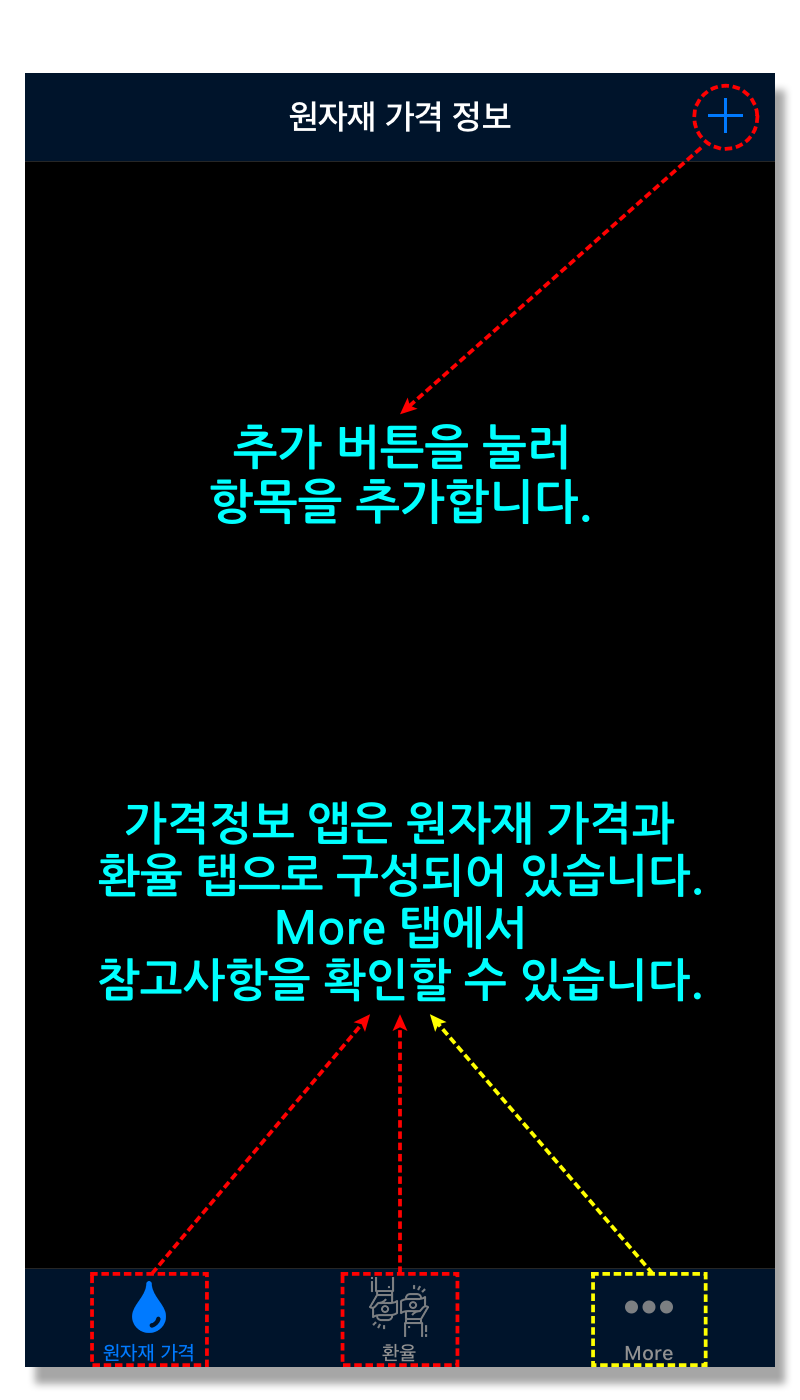 원자재 가격 정보
추가 버튼을 눌러
항목을 추가합니다.
가격정보 앱은 원자재 가격과
환율 탭으로 구성되어 있습니다.
More 탭에서
참고사항을 확인할 수 있습니다.
원자재 가격
환율
More